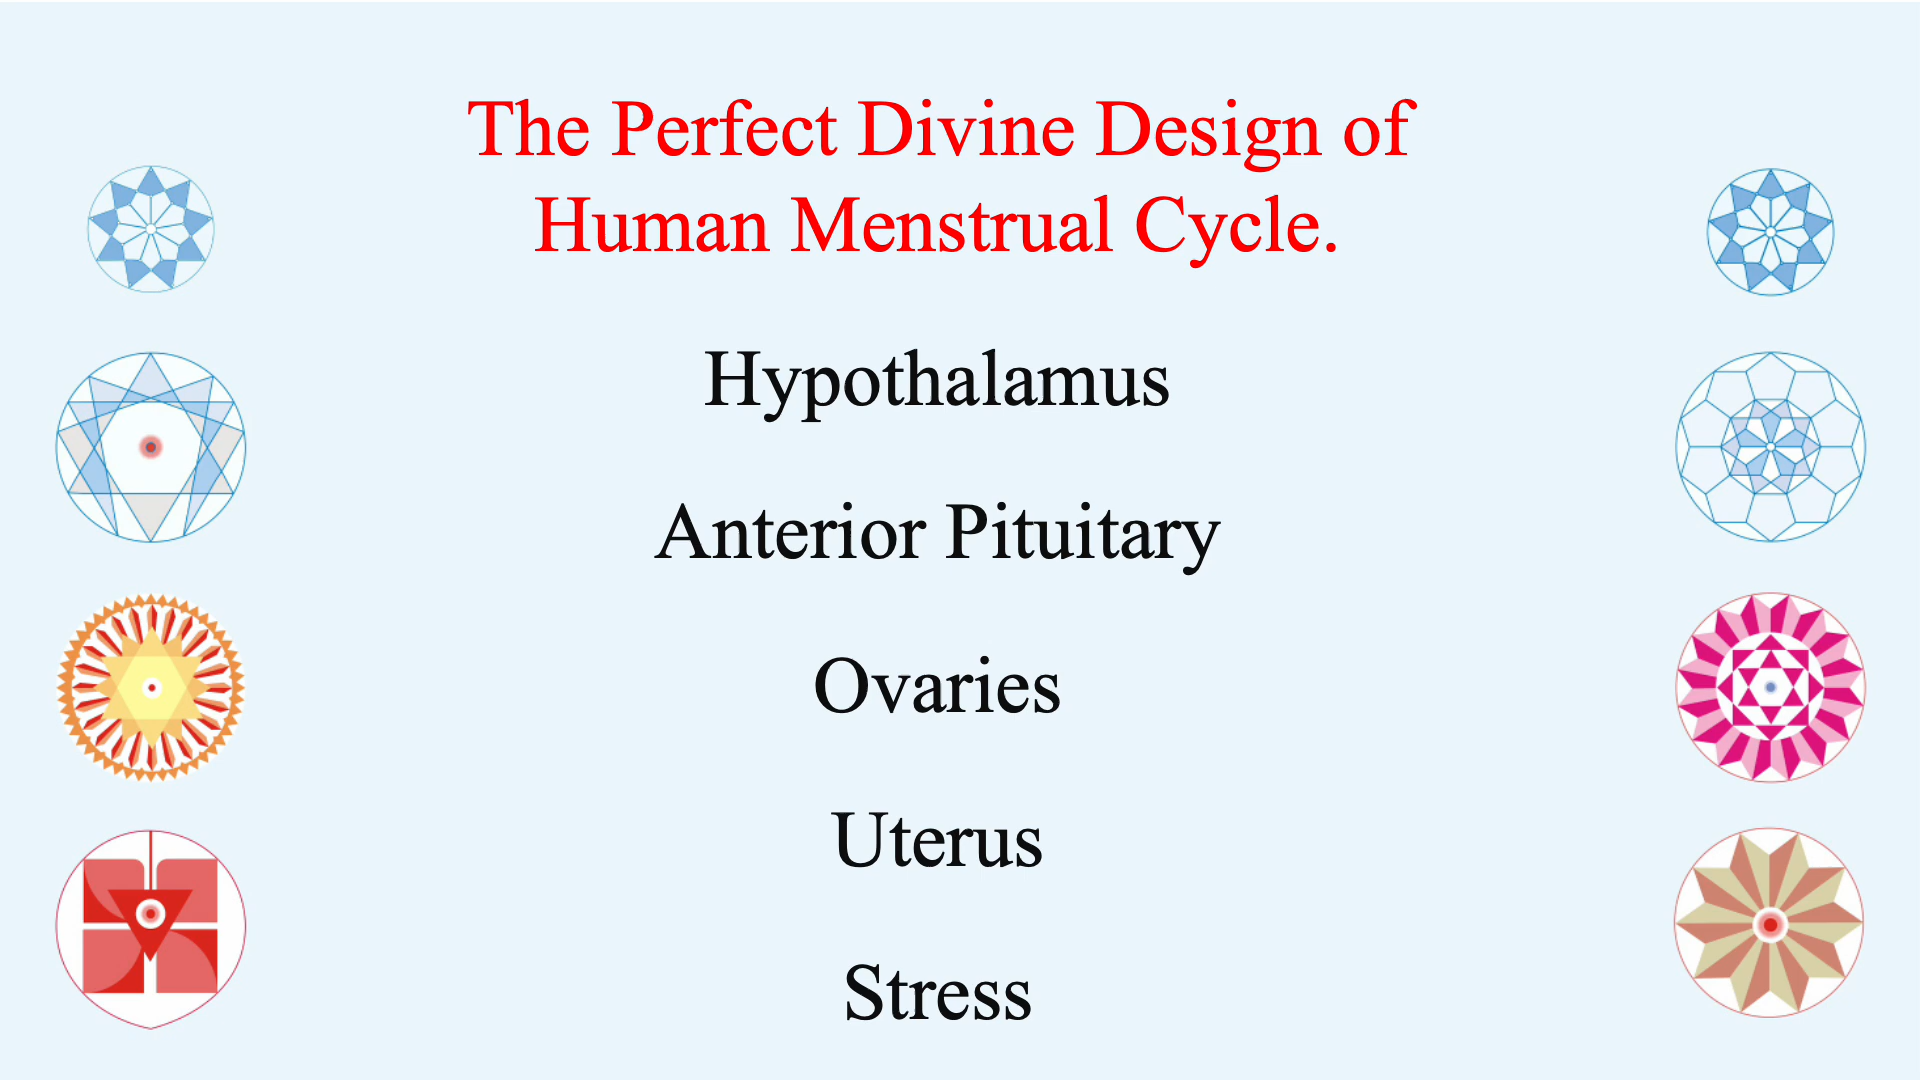 The Perfect Divine Design of
Human Menstrual Cycle.
Hypothalamus
Anterior Pituitary
Ovaries
Uterus
Stress